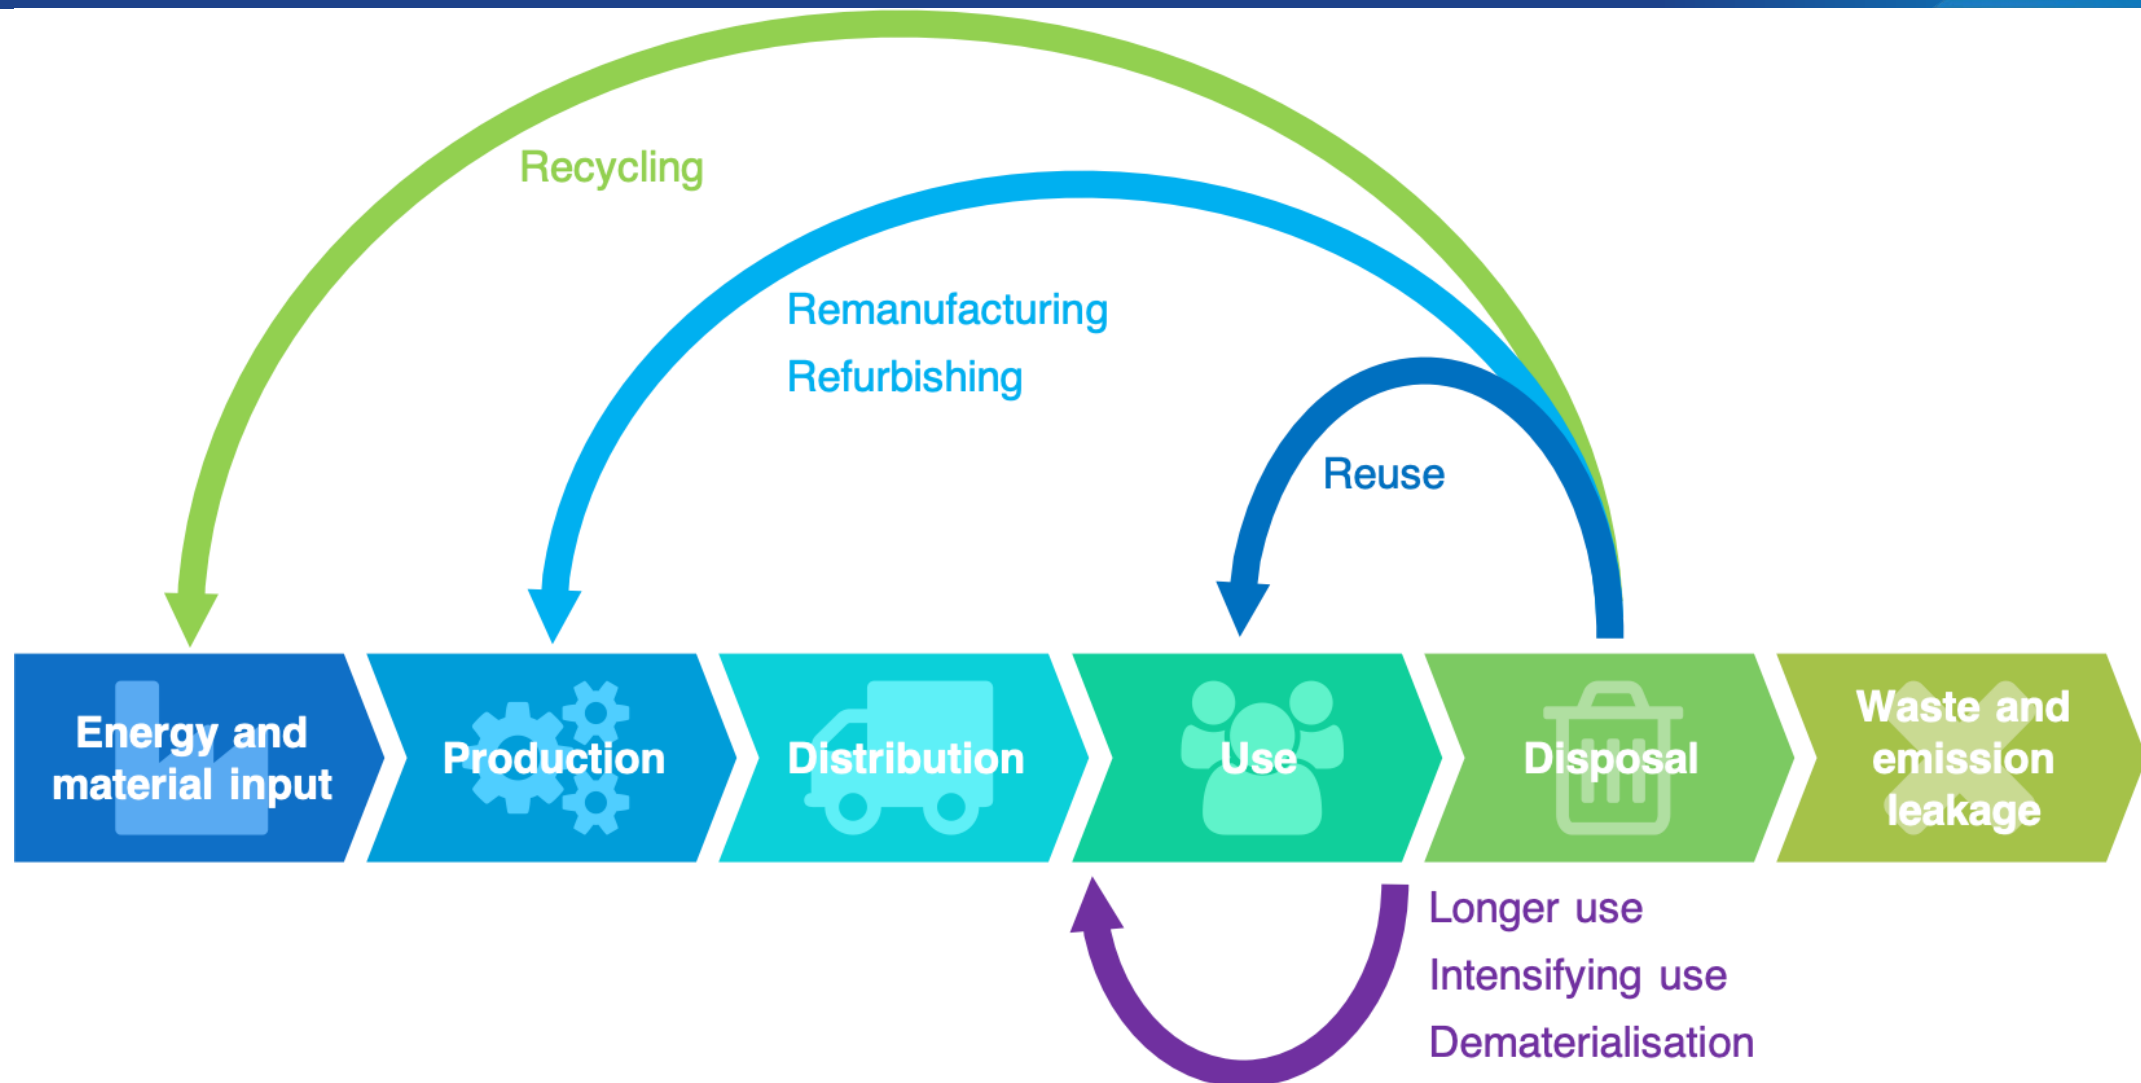 Recycling
Remanufacturing
Refurbishing
Reuse
Energy and
material input
Production
Distribution
Use
Disposal
Waste and
emission
leakage
Longer use
Intensifying use
Dematerialisation